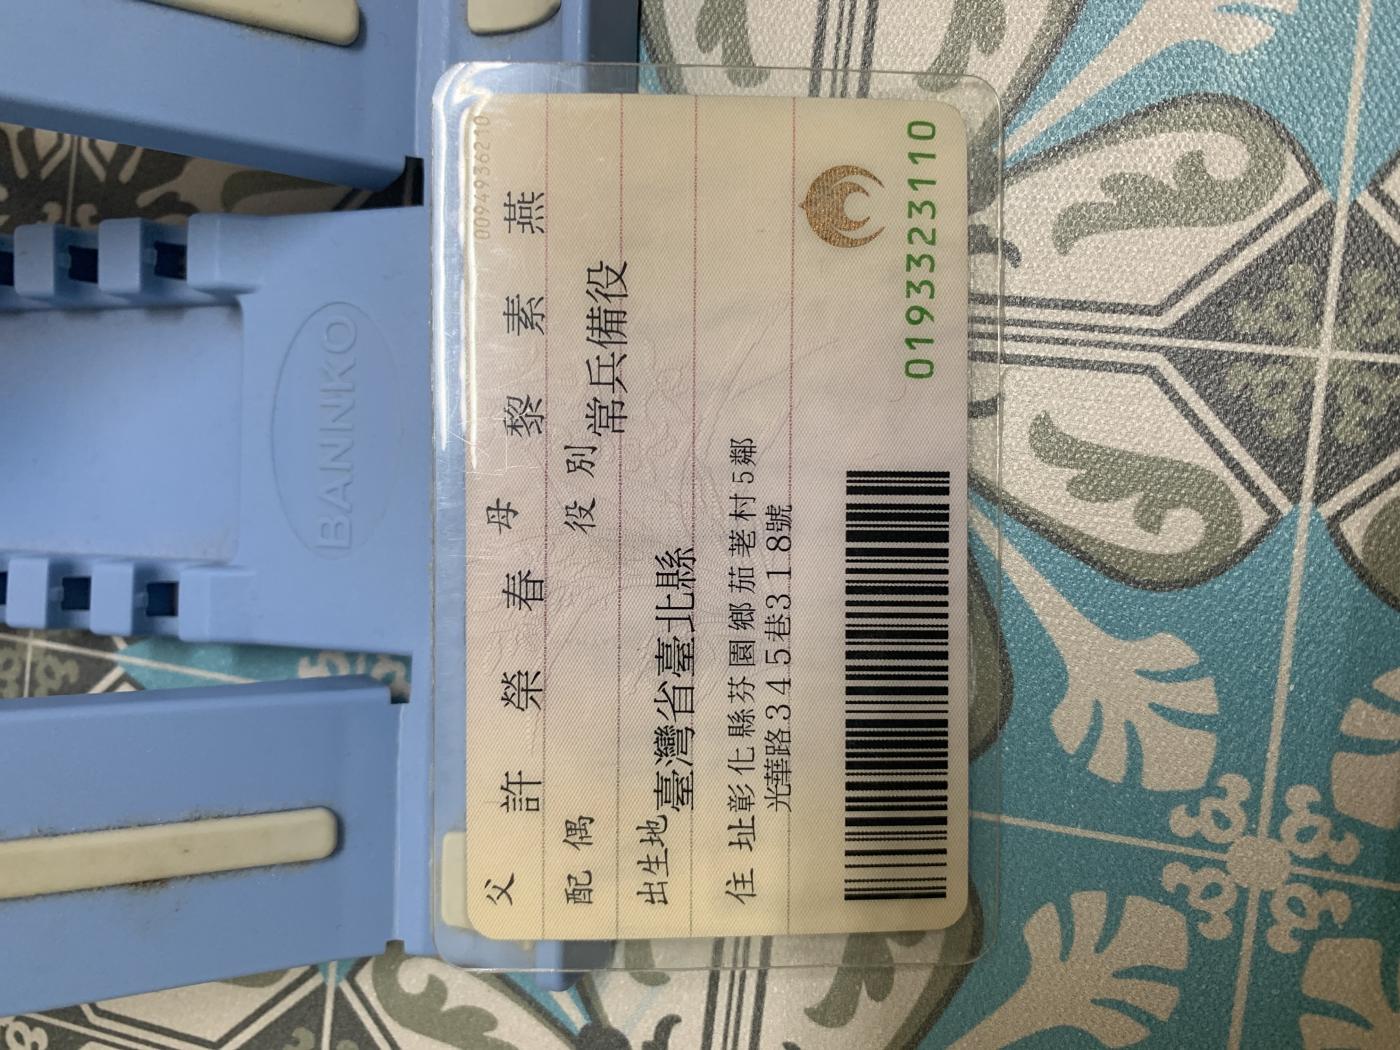 BANNKO
0094936210
父 許榮春 母 黎素燕
配偶 役別 常兵備役
出生地 臺灣省臺北縣
住址 彰化縣芬園鄉茄荖村5鄰
光華路345巷318號
0193323110